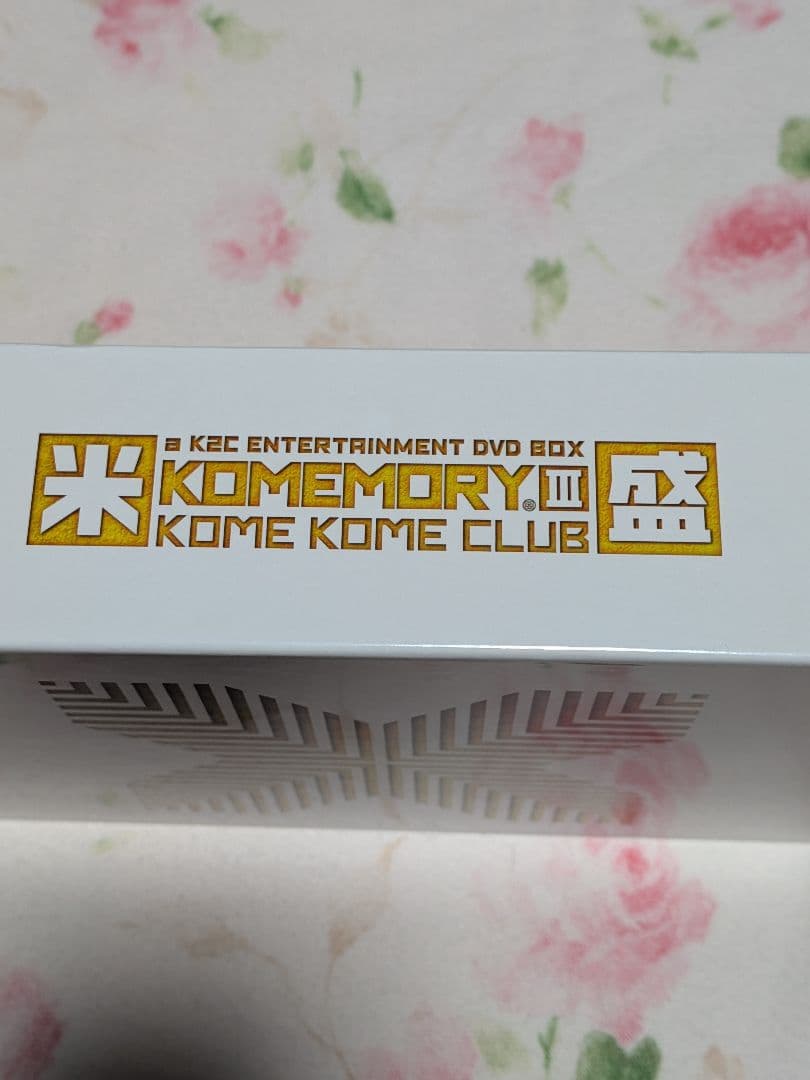 米
a K2C ENTERTAINMENT DVD BOX
KOMEMORY® III
KOME KOME CLUB
盛